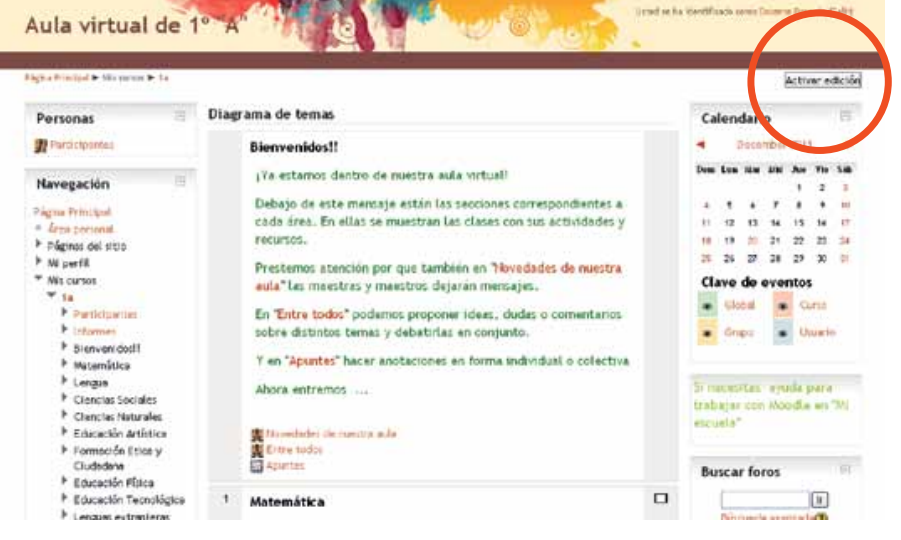 Aula virtual de 1º "A"
Usted se ha identificado como
Página Principal ► Mis cursos ► 1a
Activar edición
Personas
Participantes
Navegación
Página Principal
Área personal
Páginas del sitio
Mi perfil
Mis cursos
1a
Participantes
Informes
Bienvenidos!!
Matemática
Lengua
Ciencias Sociales
Ciencias Naturales
Educación Artística
Formación Etica y
Ciudadana
Educación Física
Educación Tecnológica
Lenguas extranjeras
Diagrama de temas
Bienvenidos!!
¡Ya estamos dentro de nuestra aula virtual!
Debajo de este mensaje están las secciones correspondientes a
cada área. En ellas se muestran las clases con sus actividades y
recursos.
Prestemos atención por que también en "Novedades de nuestra
aula" las maestras y maestros dejarán mensajes.
En "Entre todos" podemos proponer ideas, dudas o comentarios
sobre distintos temas y debatirlas en conjunto.
Y en "Apuntes" hacer anotaciones en forma individual o colectiva
Ahora entremos ...
Novedades de nuestra aula
Entre todos
Apuntes
1 Matemática
Calendario
◄ December 2011
Dom Lun Mar Mié Jue Vie Sáb
1 2 3
4 5 6 7 8 9 10
11 12 13 14 15 16 17
18 19 20 21 22 23 24
25 26 27 28 29 30 31
Clave de eventos
Global Curso
Grupo Usuario
Si necesitas ayuda para
trabajar con Moodle en "Mi
escuela"
Buscar foros
Ir
Búsqueda avanzada